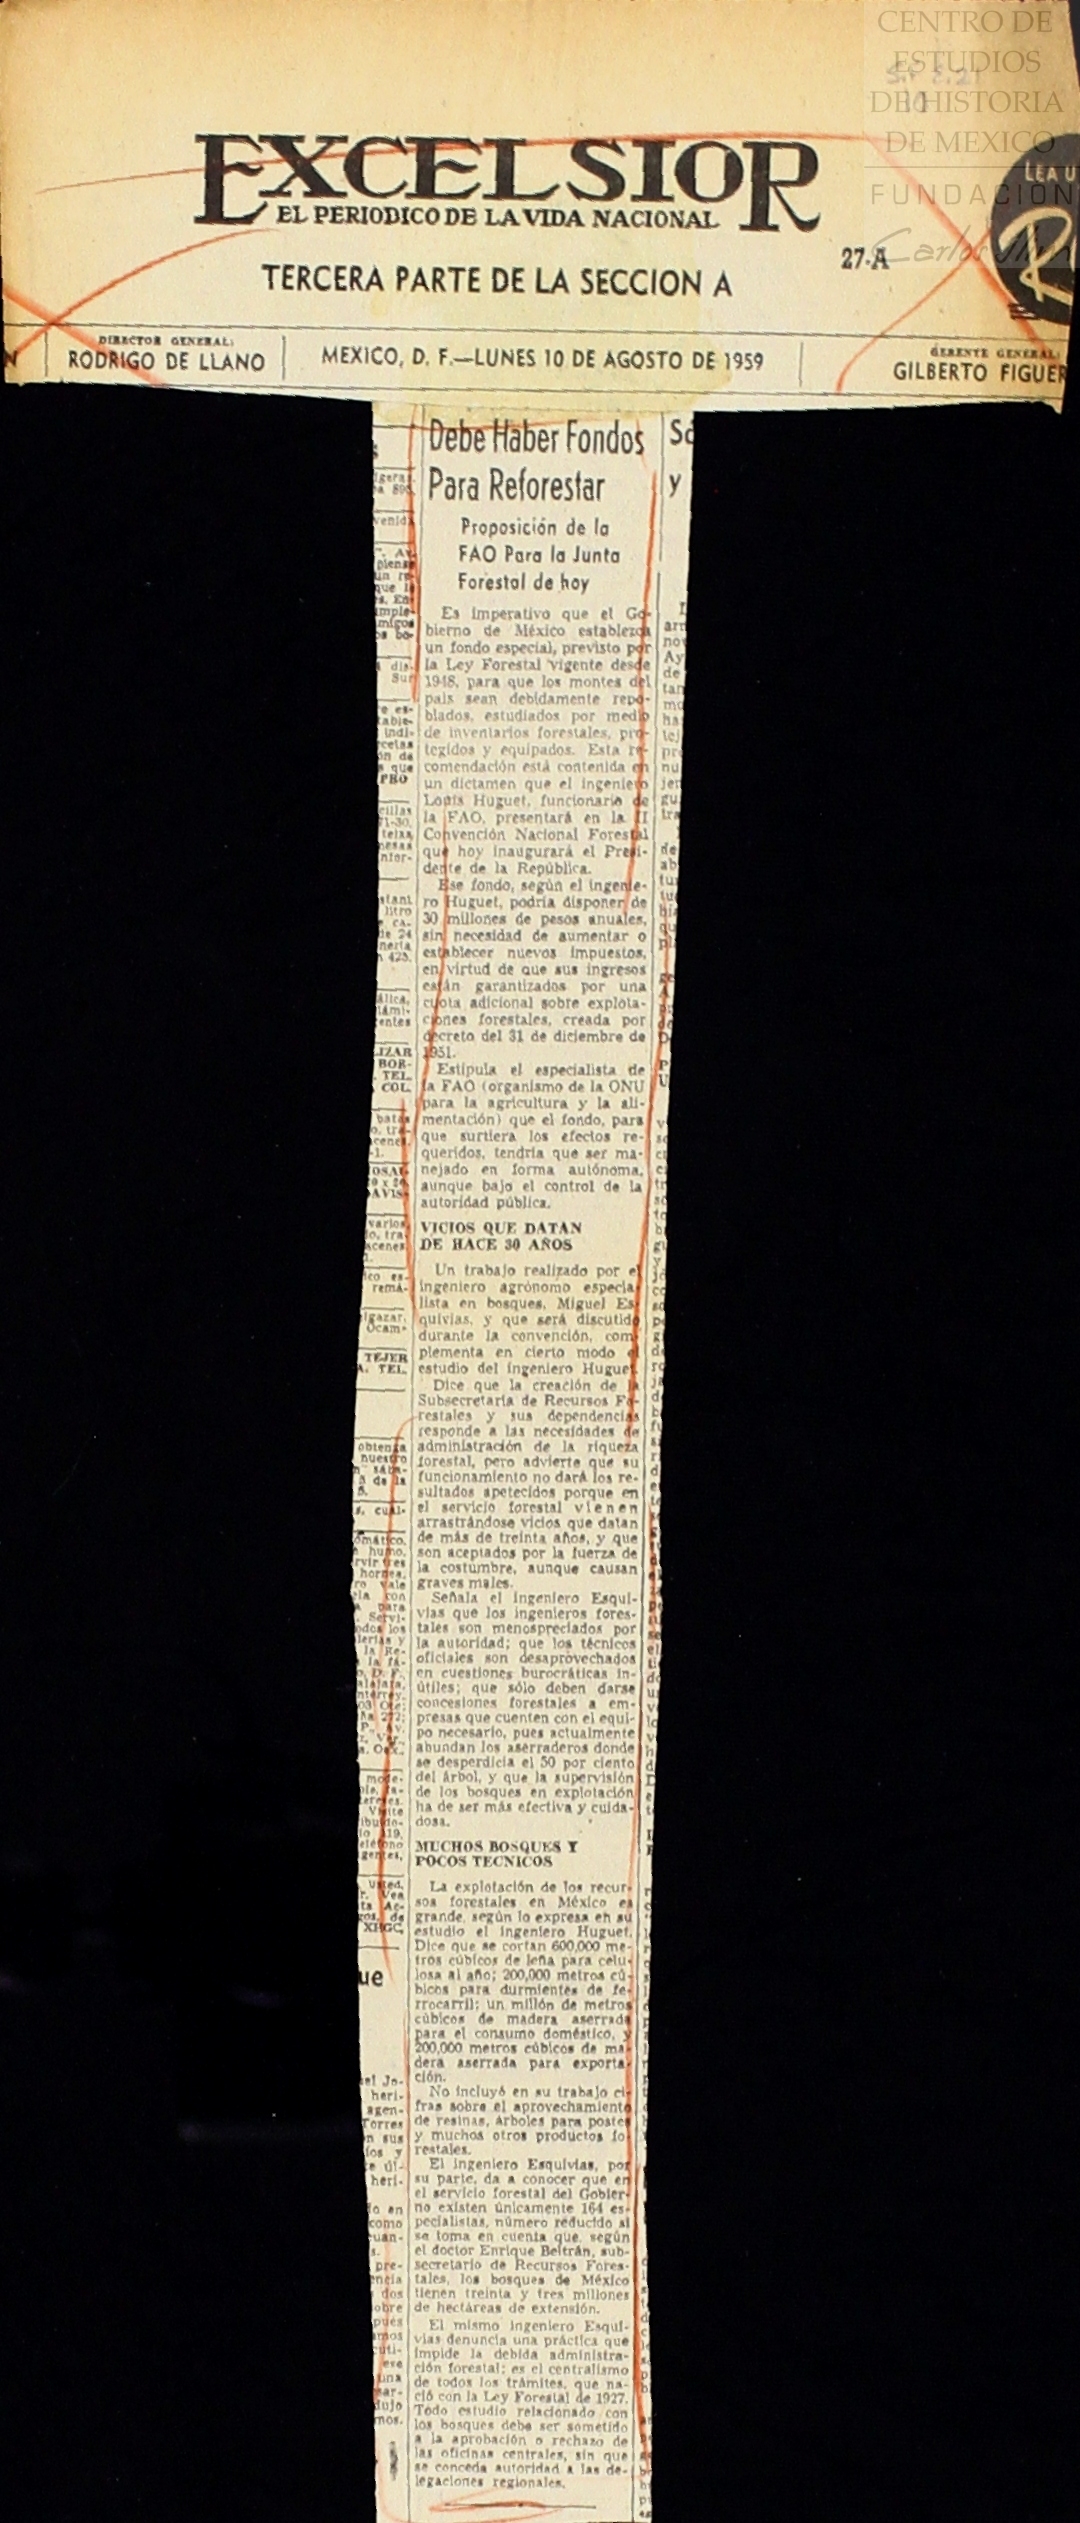 CENTRO DE
ESTUDIOS
DE HISTORIA
DE MEXICO
FUNDACIÓN
Carlos Slim
EXCELSIOR
EL PERIODICO DE LA VIDA NACIONAL
LEA U
27-A
TERCERA PARTE DE LA SECCION A
DIRECTOR GENERAL:
RODRIGO DE LLANO
MEXICO, D. F.—LUNES 10 DE AGOSTO DE 1959
GERENTE GENERAL:
GILBERTO FIGUER
Debe Haber Fondos
Para Reforestar
Proposición de la
FAO Para la Junta
Forestal de hoy
Es imperativo que el Go-
bierno de México establezca
un fondo especial, previsto por
la Ley Forestal vigente desde
1948, para que los montes del
país sean debidamente repo-
blados, estudiados por medio
de inventarios forestales, pro-
tegidos y equipados. Esta re-
comendación está contenida en
un dictamen que el ingeniero
Louis Huguet, funcionario de
la FAO, presentará en la II
Convención Nacional Forestal
que hoy inaugurará el Presi-
dente de la República.
Ese fondo, según el ingenie-
ro Huguet, podría disponer de
30 millones de pesos anuales,
sin necesidad de aumentar o
establecer nuevos impuestos,
en virtud de que sus ingresos
están garantizados por una
cuota adicional sobre explota-
ciones forestales, creada por
decreto del 31 de diciembre de
1951.
Estipula el especialista de
la FAO (organismo de la ONU
para la agricultura y la ali-
mentación) que el fondo, para
que surtiera los efectos re-
queridos, tendría que ser ma-
nejado en forma autónoma,
aunque bajo el control de la
autoridad pública.
VICIOS QUE DATAN
DE HACE 30 AÑOS
Un trabajo realizado por el
ingeniero agrónomo especia-
lista en bosques, Miguel Es-
quivias, y que será discutido
durante la convención, com-
plementa en cierto modo el
estudio del ingeniero Huguet.
Dice que la creación de la
Subsecretaría de Recursos Fo-
restales y sus dependencias
responde a las necesidades de
administración de la riqueza
forestal, pero advierte que su
funcionamiento no dará los re-
sultados apetecidos porque en
el servicio forestal vienen
arrastrándose vicios que datan
de más de treinta años, y que
son aceptados por la fuerza de
la costumbre, aunque causan
graves males.
Señala el ingeniero Esqui-
vias que los ingenieros fores-
tales son menospreciados por
la autoridad; que los técnicos
oficiales son desaprovechados
en cuestiones burocráticas in-
útiles; que sólo deben darse
concesiones forestales a em-
presas que cuenten con el equi-
po necesario, pues actualmente
abundan los aserraderos donde
se desperdicia el 50 por ciento
del árbol, y que la supervisión
de los bosques en explotación
ha de ser más efectiva y cuida-
dosa.
MUCHOS BOSQUES Y
POCOS TECNICOS
La explotación de los recur-
sos forestales en México es
grande, según lo expresa en su
estudio el ingeniero Huguet.
Dice que se cortan 600,000 me-
tros cúbicos de leña para celu-
losa al año; 200,000 metros cú-
bicos para durmientes de fe-
rrocarril; un millón de metros
cúbicos de madera aserrada
para el consumo doméstico, y
200,000 metros cúbicos de ma-
dera aserrada para exporta-
ción.
No incluyó en su trabajo ci-
fras sobre el aprovechamiento
de resinas, árboles para postes
y muchos otros productos fo-
restales.
El ingeniero Esquivias, por
su parte, da a conocer que en
el servicio forestal del Gobier-
no existen únicamente 164 es-
pecialistas, número reducido si
se toma en cuenta que, según
el doctor Enrique Beltrán, sub-
secretario de Recursos Fores-
tales, los bosques de México
tienen treinta y tres millones
de hectáreas de extensión.
El mismo ingeniero Esqui-
vias denuncia una práctica que
impide la debida administra-
ción forestal; es el centralismo
de todos los trámites, que na-
ció con la Ley Forestal de 1927.
Todo estudio relacionado con
los bosques debe ser sometido
a la aprobación o rechazo de
las oficinas centrales, sin que
se conceda autoridad a las de-
legaciones regionales.